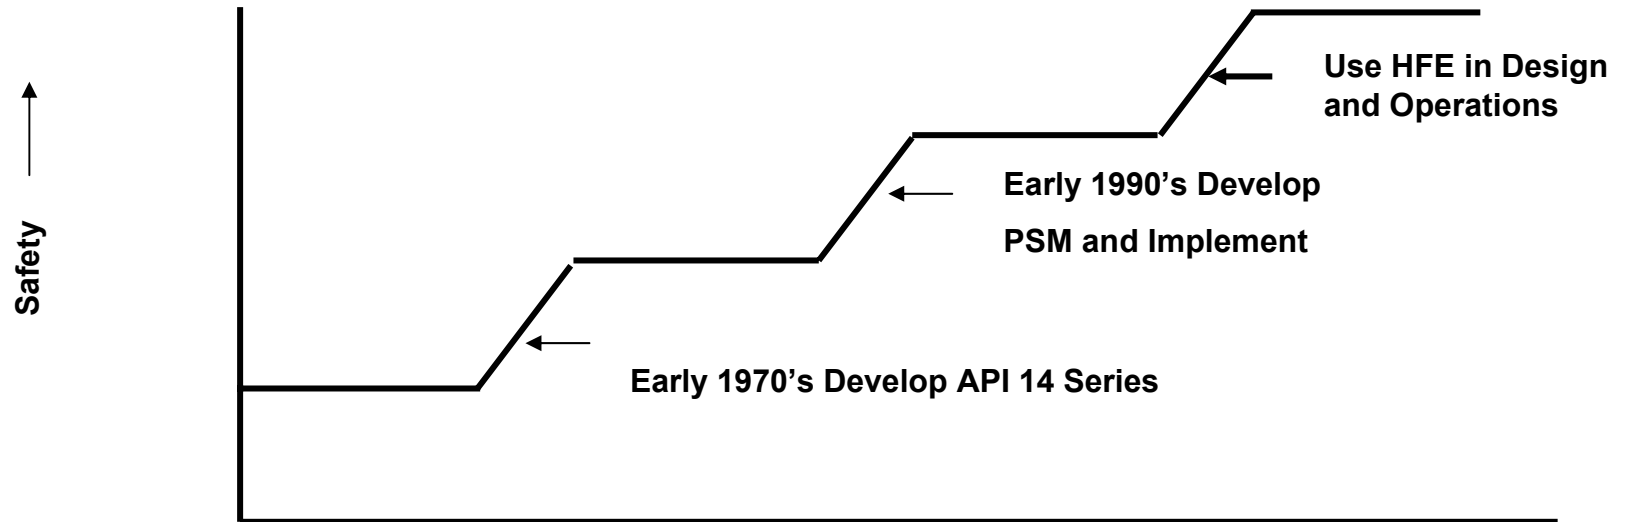 Use HFE in Design
and Operations
Early 1990’s Develop
PSM and Implement
Safety
Early 1970’s Develop API 14 Series